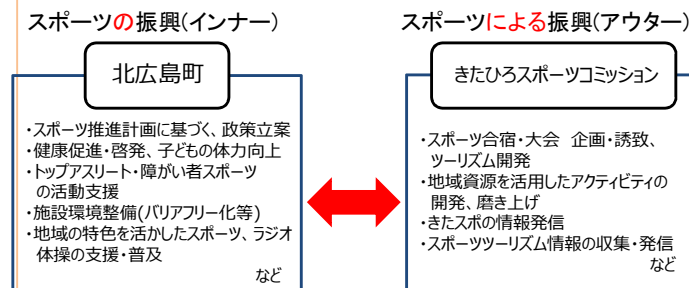 スポーツの振興(インナー)
北広島町
・スポーツ推進計画に基づく、政策立案
・健康促進・啓発、子どもの体力向上
・トップアスリート・障がい者スポーツ
の活動支援
・施設環境整備(バリアフリー化等)
・地域の特色を活かしたスポーツ、ラジオ
体操の支援・普及
など
スポーツによる振興(アウター)
きたひろスポーツコミッション
・スポーツ合宿・大会　企画・誘致、
ツーリズム開発
・地域資源を活用したアクティビティの
開発、磨き上げ
・きたスポの情報発信
・スポーツツーリズム情報の収集・発信
など